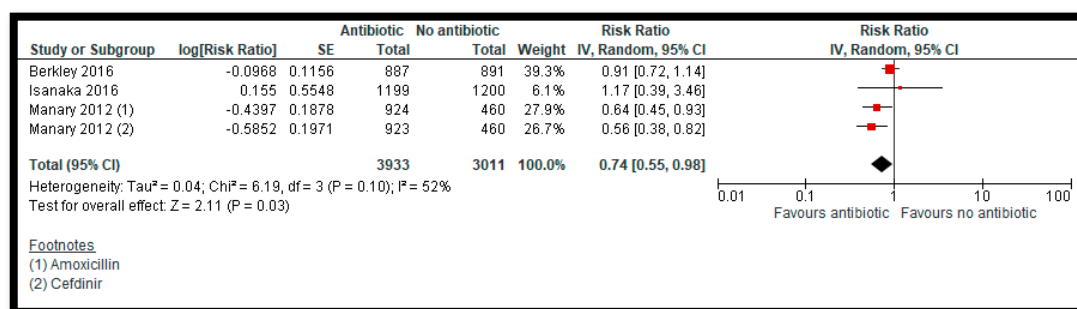 Antibiotic No antibiotic Risk Ratio Risk Ratio
Study or Subgroup log[Risk Ratio] SE Total Total Weight IV, Random, 95% CI IV, Random, 95% CI
Berkley 2016 -0.0968 0.1156 887 891 39.3% 0.91 [0.72, 1.14]
Isanaka 2016 0.155 0.5548 1199 1200 6.1% 1.17 [0.39, 3.46]
Manary 2012 (1) -0.4397 0.1878 924 460 27.9% 0.64 [0.45, 0.93]
Manary 2012 (2) -0.5852 0.1971 923 460 26.7% 0.56 [0.38, 0.82]
Total (95% CI) 3933 3011 100.0% 0.74 [0.55, 0.98]
Heterogeneity: Tau² = 0.04; Chi² = 6.19, df = 3 (P = 0.10); I² = 52%
Test for overall effect: Z = 2.11 (P = 0.03)
0.01 0.1 1 10 100
Favours antibiotic Favours no antibiotic
Footnotes
(1) Amoxicillin
(2) Cefdinir